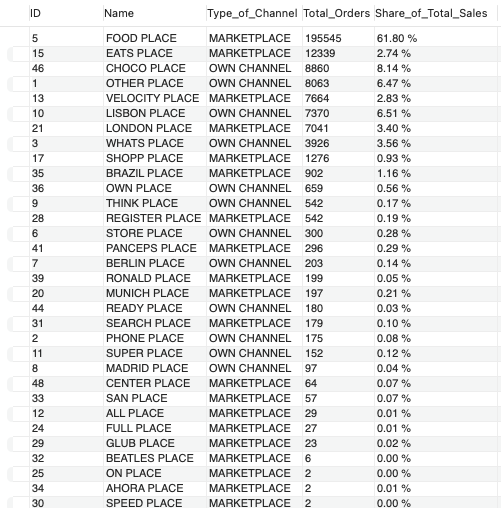 ID Name Type_of_Channel Total_Orders Share_of_Total_Sales
5 FOOD PLACE MARKETPLACE 195545 61.80 %
15 EATS PLACE MARKETPLACE 12339 2.74 %
46 CHOCO PLACE OWN CHANNEL 8860 8.14 %
1 OTHER PLACE OWN CHANNEL 8063 6.47 %
13 VELOCITY PLACE MARKETPLACE 7664 2.83 %
10 LISBON PLACE OWN CHANNEL 7370 6.51 %
21 LONDON PLACE MARKETPLACE 7041 3.40 %
3 WHATS PLACE OWN CHANNEL 3926 3.56 %
17 SHOPP PLACE MARKETPLACE 1276 0.93 %
35 BRAZIL PLACE MARKETPLACE 902 1.16 %
36 OWN PLACE OWN CHANNEL 659 0.56 %
9 THINK PLACE OWN CHANNEL 542 0.17 %
28 REGISTER PLACE MARKETPLACE 542 0.19 %
6 STORE PLACE OWN CHANNEL 300 0.28 %
41 PANCEPS PLACE MARKETPLACE 296 0.29 %
7 BERLIN PLACE OWN CHANNEL 203 0.14 %
39 RONALD PLACE MARKETPLACE 199 0.05 %
20 MUNICH PLACE MARKETPLACE 197 0.21 %
44 READY PLACE OWN CHANNEL 180 0.03 %
31 SEARCH PLACE MARKETPLACE 179 0.10 %
2 PHONE PLACE OWN CHANNEL 175 0.08 %
11 SUPER PLACE OWN CHANNEL 152 0.12 %
8 MADRID PLACE OWN CHANNEL 97 0.04 %
48 CENTER PLACE MARKETPLACE 64 0.07 %
33 SAN PLACE MARKETPLACE 57 0.07 %
12 ALL PLACE MARKETPLACE 29 0.01 %
24 FULL PLACE MARKETPLACE 27 0.01 %
29 GLUB PLACE MARKETPLACE 23 0.02 %
32 BEATLES PLACE MARKETPLACE 6 0.00 %
25 ON PLACE MARKETPLACE 2 0.00 %
34 AHORA PLACE MARKETPLACE 2 0.01 %
30 SPEED PLACE MARKETPLACE 2 0.00 %